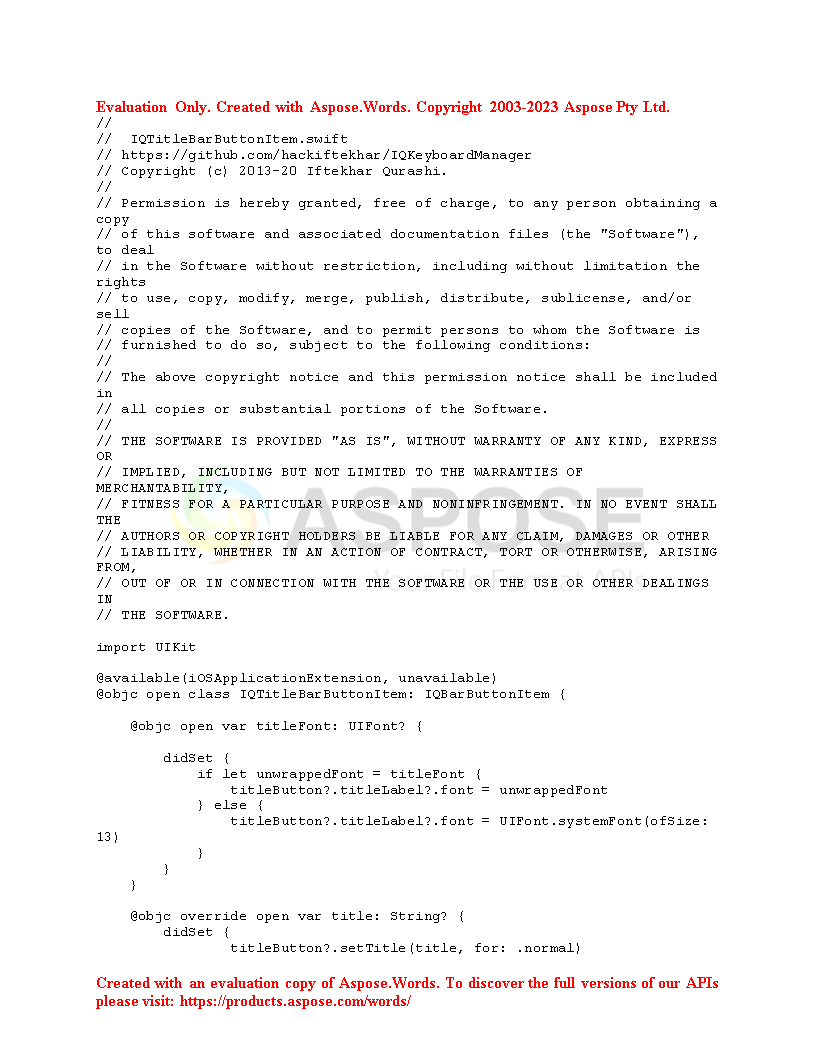 Evaluation Only. Created with Aspose.Words. Copyright 2003-2023 Aspose Pty Ltd.
//
//  IQTitleBarButtonItem.swift
// https://github.com/hackiftekhar/IQKeyboardManager
// Copyright (c) 2013-20 Iftekhar Qurashi.
//
// Permission is hereby granted, free of charge, to any person obtaining a
copy
// of this software and associated documentation files (the "Software"),
to deal
// in the Software without restriction, including without limitation the
rights
// to use, copy, modify, merge, publish, distribute, sublicense, and/or
sell
// copies of the Software, and to permit persons to whom the Software is
// furnished to do so, subject to the following conditions:
//
// The above copyright notice and this permission notice shall be included
in
// all copies or substantial portions of the Software.
//
// THE SOFTWARE IS PROVIDED "AS IS", WITHOUT WARRANTY OF ANY KIND, EXPRESS
OR
// IMPLIED, INCLUDING BUT NOT LIMITED TO THE WARRANTIES OF
MERCHANTABILITY,
// FITNESS FOR A PARTICULAR PURPOSE AND NONINFRINGEMENT. IN NO EVENT SHALL
THE
// AUTHORS OR COPYRIGHT HOLDERS BE LIABLE FOR ANY CLAIM, DAMAGES OR OTHER
// LIABILITY, WHETHER IN AN ACTION OF CONTRACT, TORT OR OTHERWISE, ARISING
FROM,
// OUT OF OR IN CONNECTION WITH THE SOFTWARE OR THE USE OR OTHER DEALINGS
IN
// THE SOFTWARE.
ASPOSE
Your File Format APIs
import UIKit
@available(iOSApplicationExtension, unavailable)
@objc open class IQTitleBarButtonItem: IQBarButtonItem {
    @objc open var titleFont: UIFont? {
        didSet {
            if let unwrappedFont = titleFont {
                titleButton?.titleLabel?.font = unwrappedFont
            } else {
                titleButton?.titleLabel?.font = UIFont.systemFont(ofSize:
13)
            }
        }
    }
    @objc override open var title: String? {
        didSet {
                titleButton?.setTitle(title, for: .normal)
Created with an evaluation copy of Aspose.Words. To discover the full versions of our APIs
please visit: https://products.aspose.com/words/